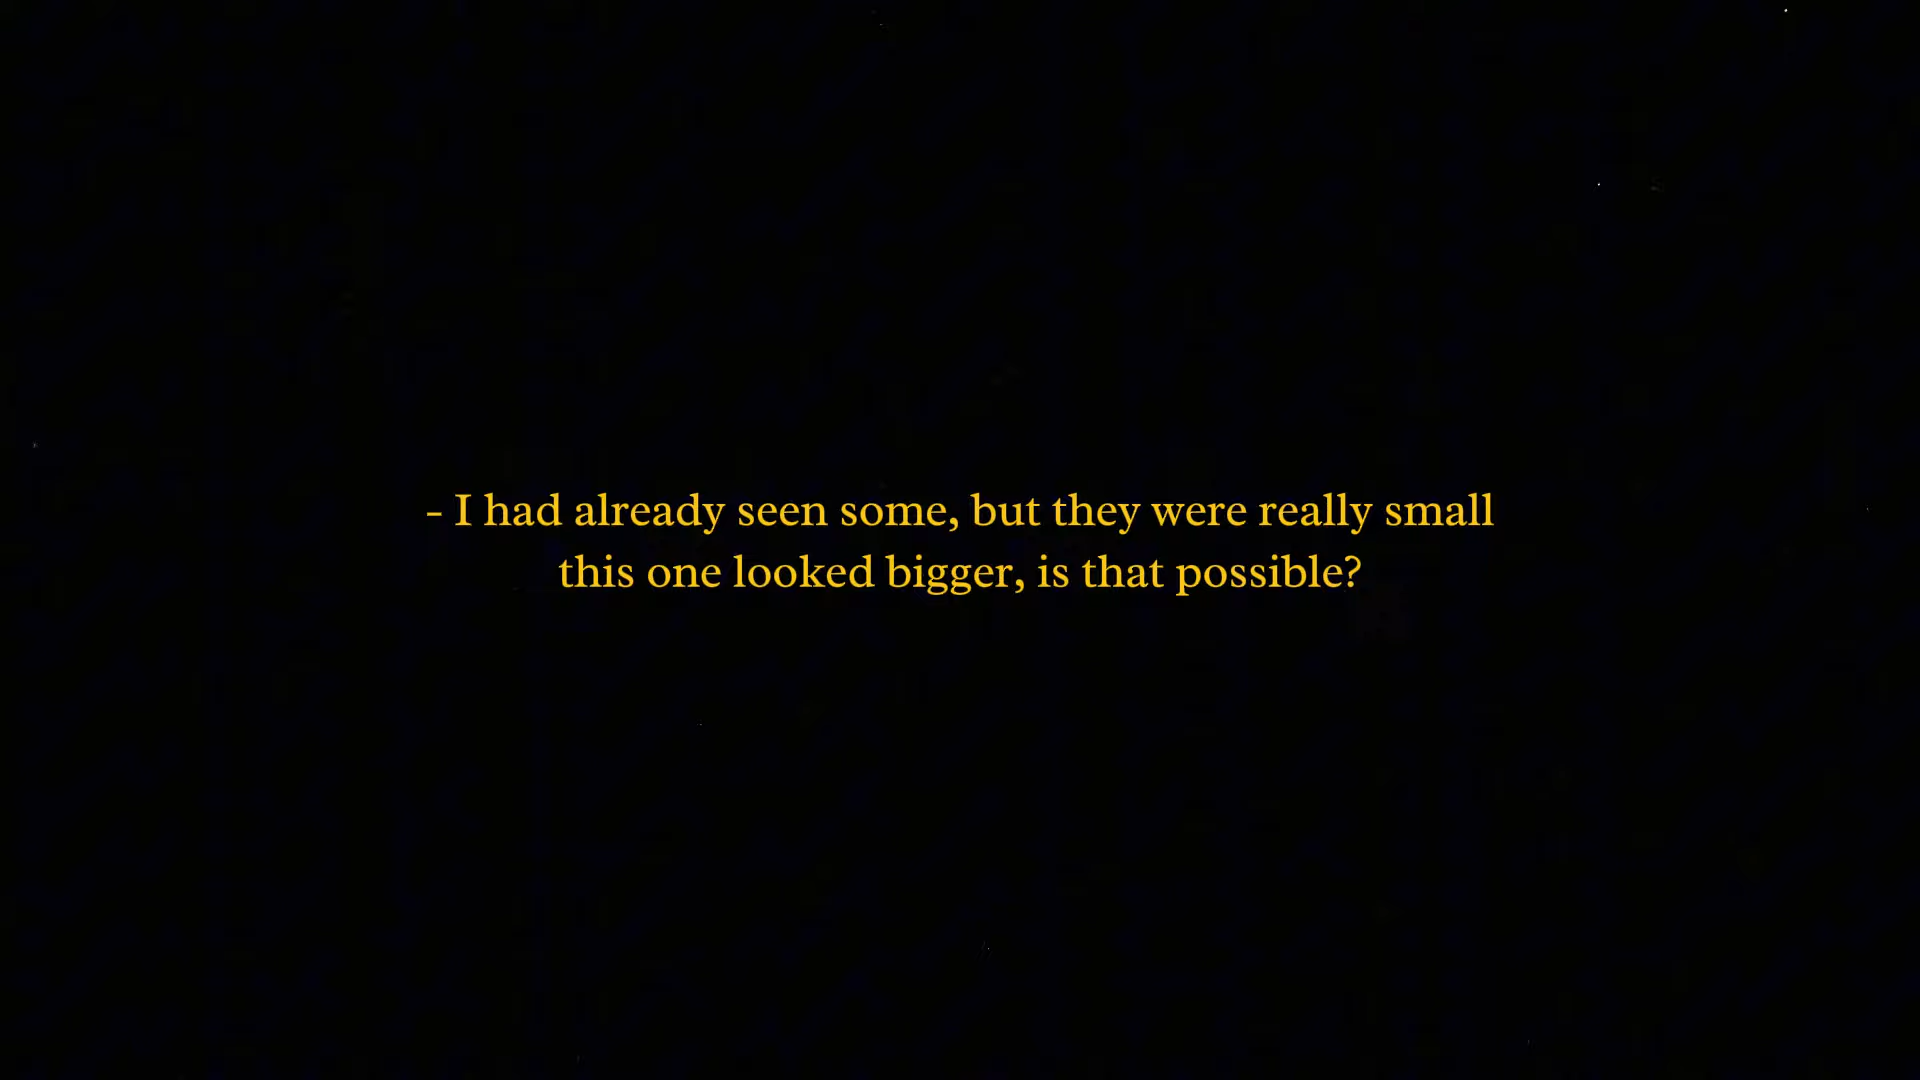 - I had already seen some, but they were really small
this one looked bigger, is that possible?